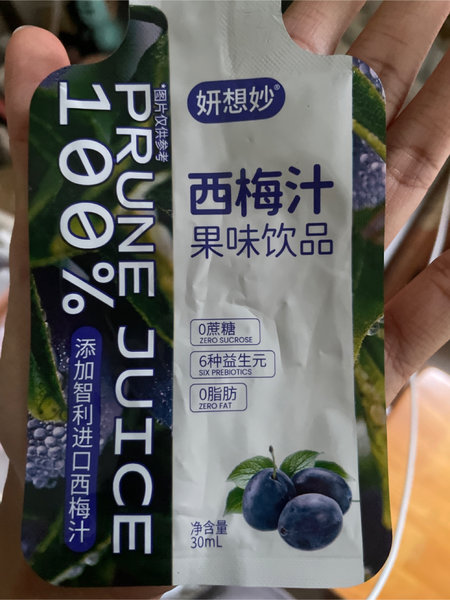 妍想妙®
西梅汁
果味饮品
0蔗糖
ZERO SUCROSE
6种益生元
SIX PREBIOTICS
0脂肪
ZERO FAT
净含量
30mL
*图片仅供参考
PRUNE JUICE
100%
添加智利进口西梅汁